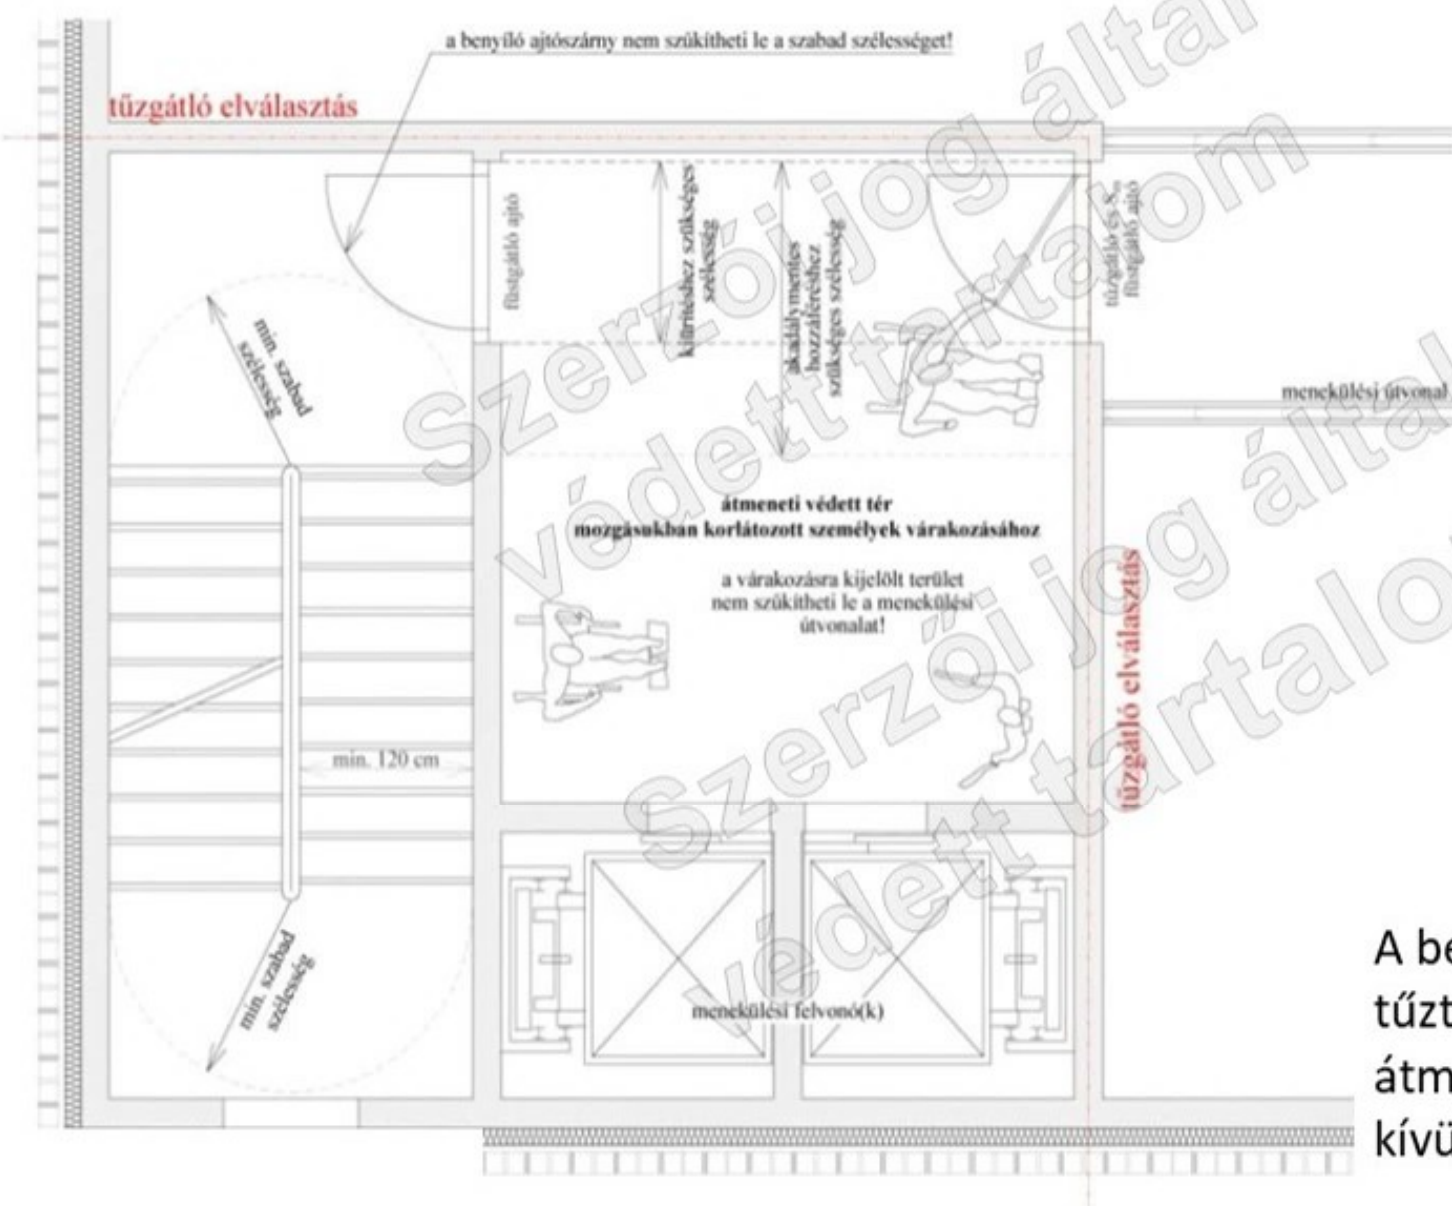 a benyíló ajtószárny nem szűkítheti le a szabad szélességet!
tűzgátló elválasztás
füstgátló ajtó
kiürítéshez szükséges
szélesség
akadálymentes
hozzáféréshez
szükséges szélesség
tűzgátló és S
füstgátló ajtó
min. szabad
szélesség
menekülési útvonal
átmeneti védett tér
mozgásukban korlátozott személyek várakozásához
a várakozásra kijelölt terület
nem szűkítheti le a menekülési
útvonalat!
tűzgátló elválasztás
min. 120 cm
min. szabad
szélesség
menekülési felvonó(k)
Szerzői jog által
védett tartalom
Szerzői jog által
védett tartalo
A be
tűzt
átm
kívü